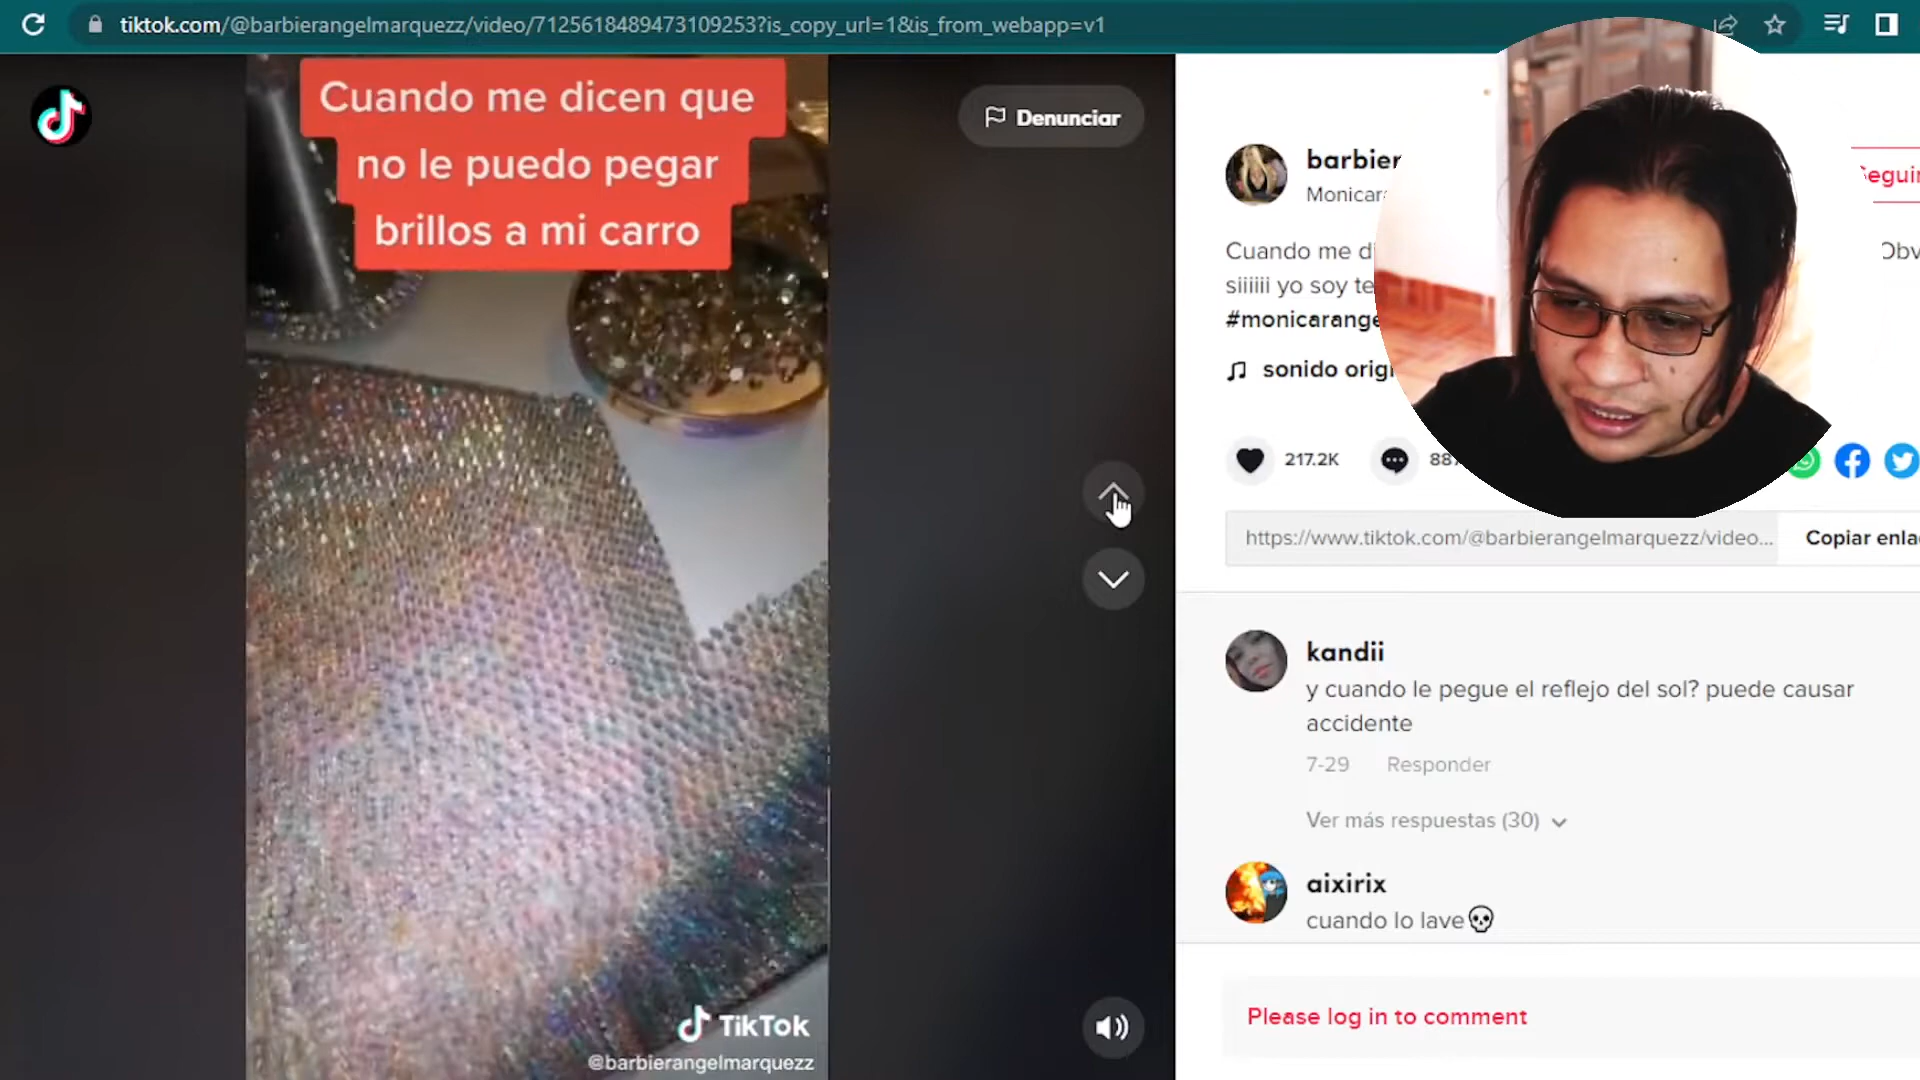 tiktok.com/@barbierangelmarquezz/video/7125618489473109253?is_copy_url=1&is_from_webapp=v1
Cuando me dicen que
no le puedo pegar
brillos a mi carro
Denunciar
TikTok
@barbierangelmarquezz
barbier
Monicar
Seguir
Cuando me d
Obv
siiiiii yo soy te
#monicarange
sonido orig
217.2K
88
https://www.tiktok.com/@barbierangelmarquezz/video...
Copiar enla
kandii
y cuando le pegue el reflejo del sol? puede causar
accidente
7-29 Responder
Ver más respuestas (30)
aixirix
cuando lo lave💀
Please log in to comment